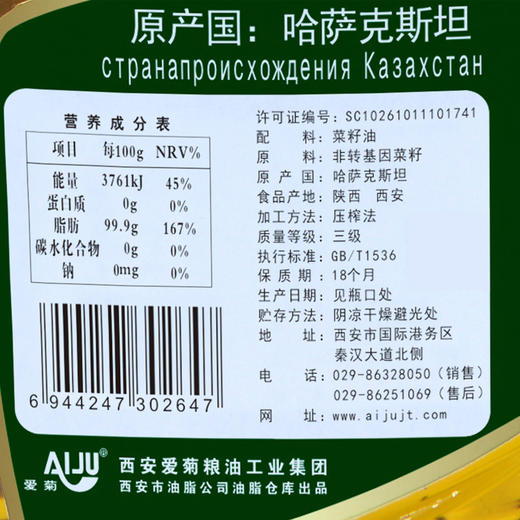 原产国：哈萨克斯坦
странапроисхождения Казахстан
营养成分表
项目 每100g NRV%
能量 3761kJ 45%
蛋白质 0g 0%
脂肪 99.9g 167%
碳水化合物 0g 0%
钠 0mg 0%
6 944247 302647
许可证编号：SC10261011101741
配料：菜籽油
原料：非转基因菜籽
原产国：哈萨克斯坦
食品产地：陕西 西安
加工方法：压榨法
质量等级：三级
执行标准：GB/T1536
保质期：18个月
生产日期：见瓶口处
贮存方法：阴凉干燥避光处
地址：西安市国际港务区
秦汉大道北侧
电话：029-86328050（销售）
029-86251069（售后）
网址：www.aijujt.com
AIJU
爱菊
西安爱菊粮油工业集团
西安市油脂公司油脂仓库出品